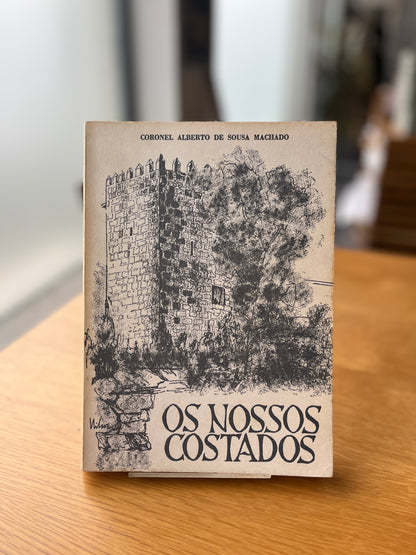 CORONEL ALBERTO DE SOUSA MACHADO
OS NOSSOS
COSTADOS